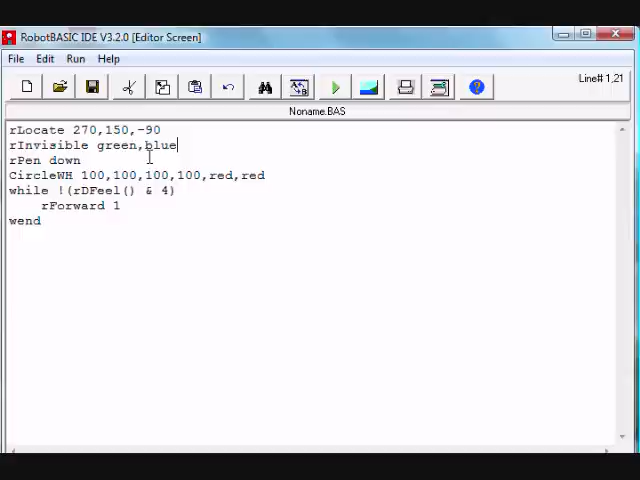 RobotBASIC IDE V3.2.0 [Editor Screen]
File Edit Run Help
Line# 1,21
Noname.BAS
rLocate 270,150,-90
rInvisible green,blue
rPen down
CircleWH 100,100,100,100,red,red
while !(rDFeel() & 4)
    rForward 1
wend